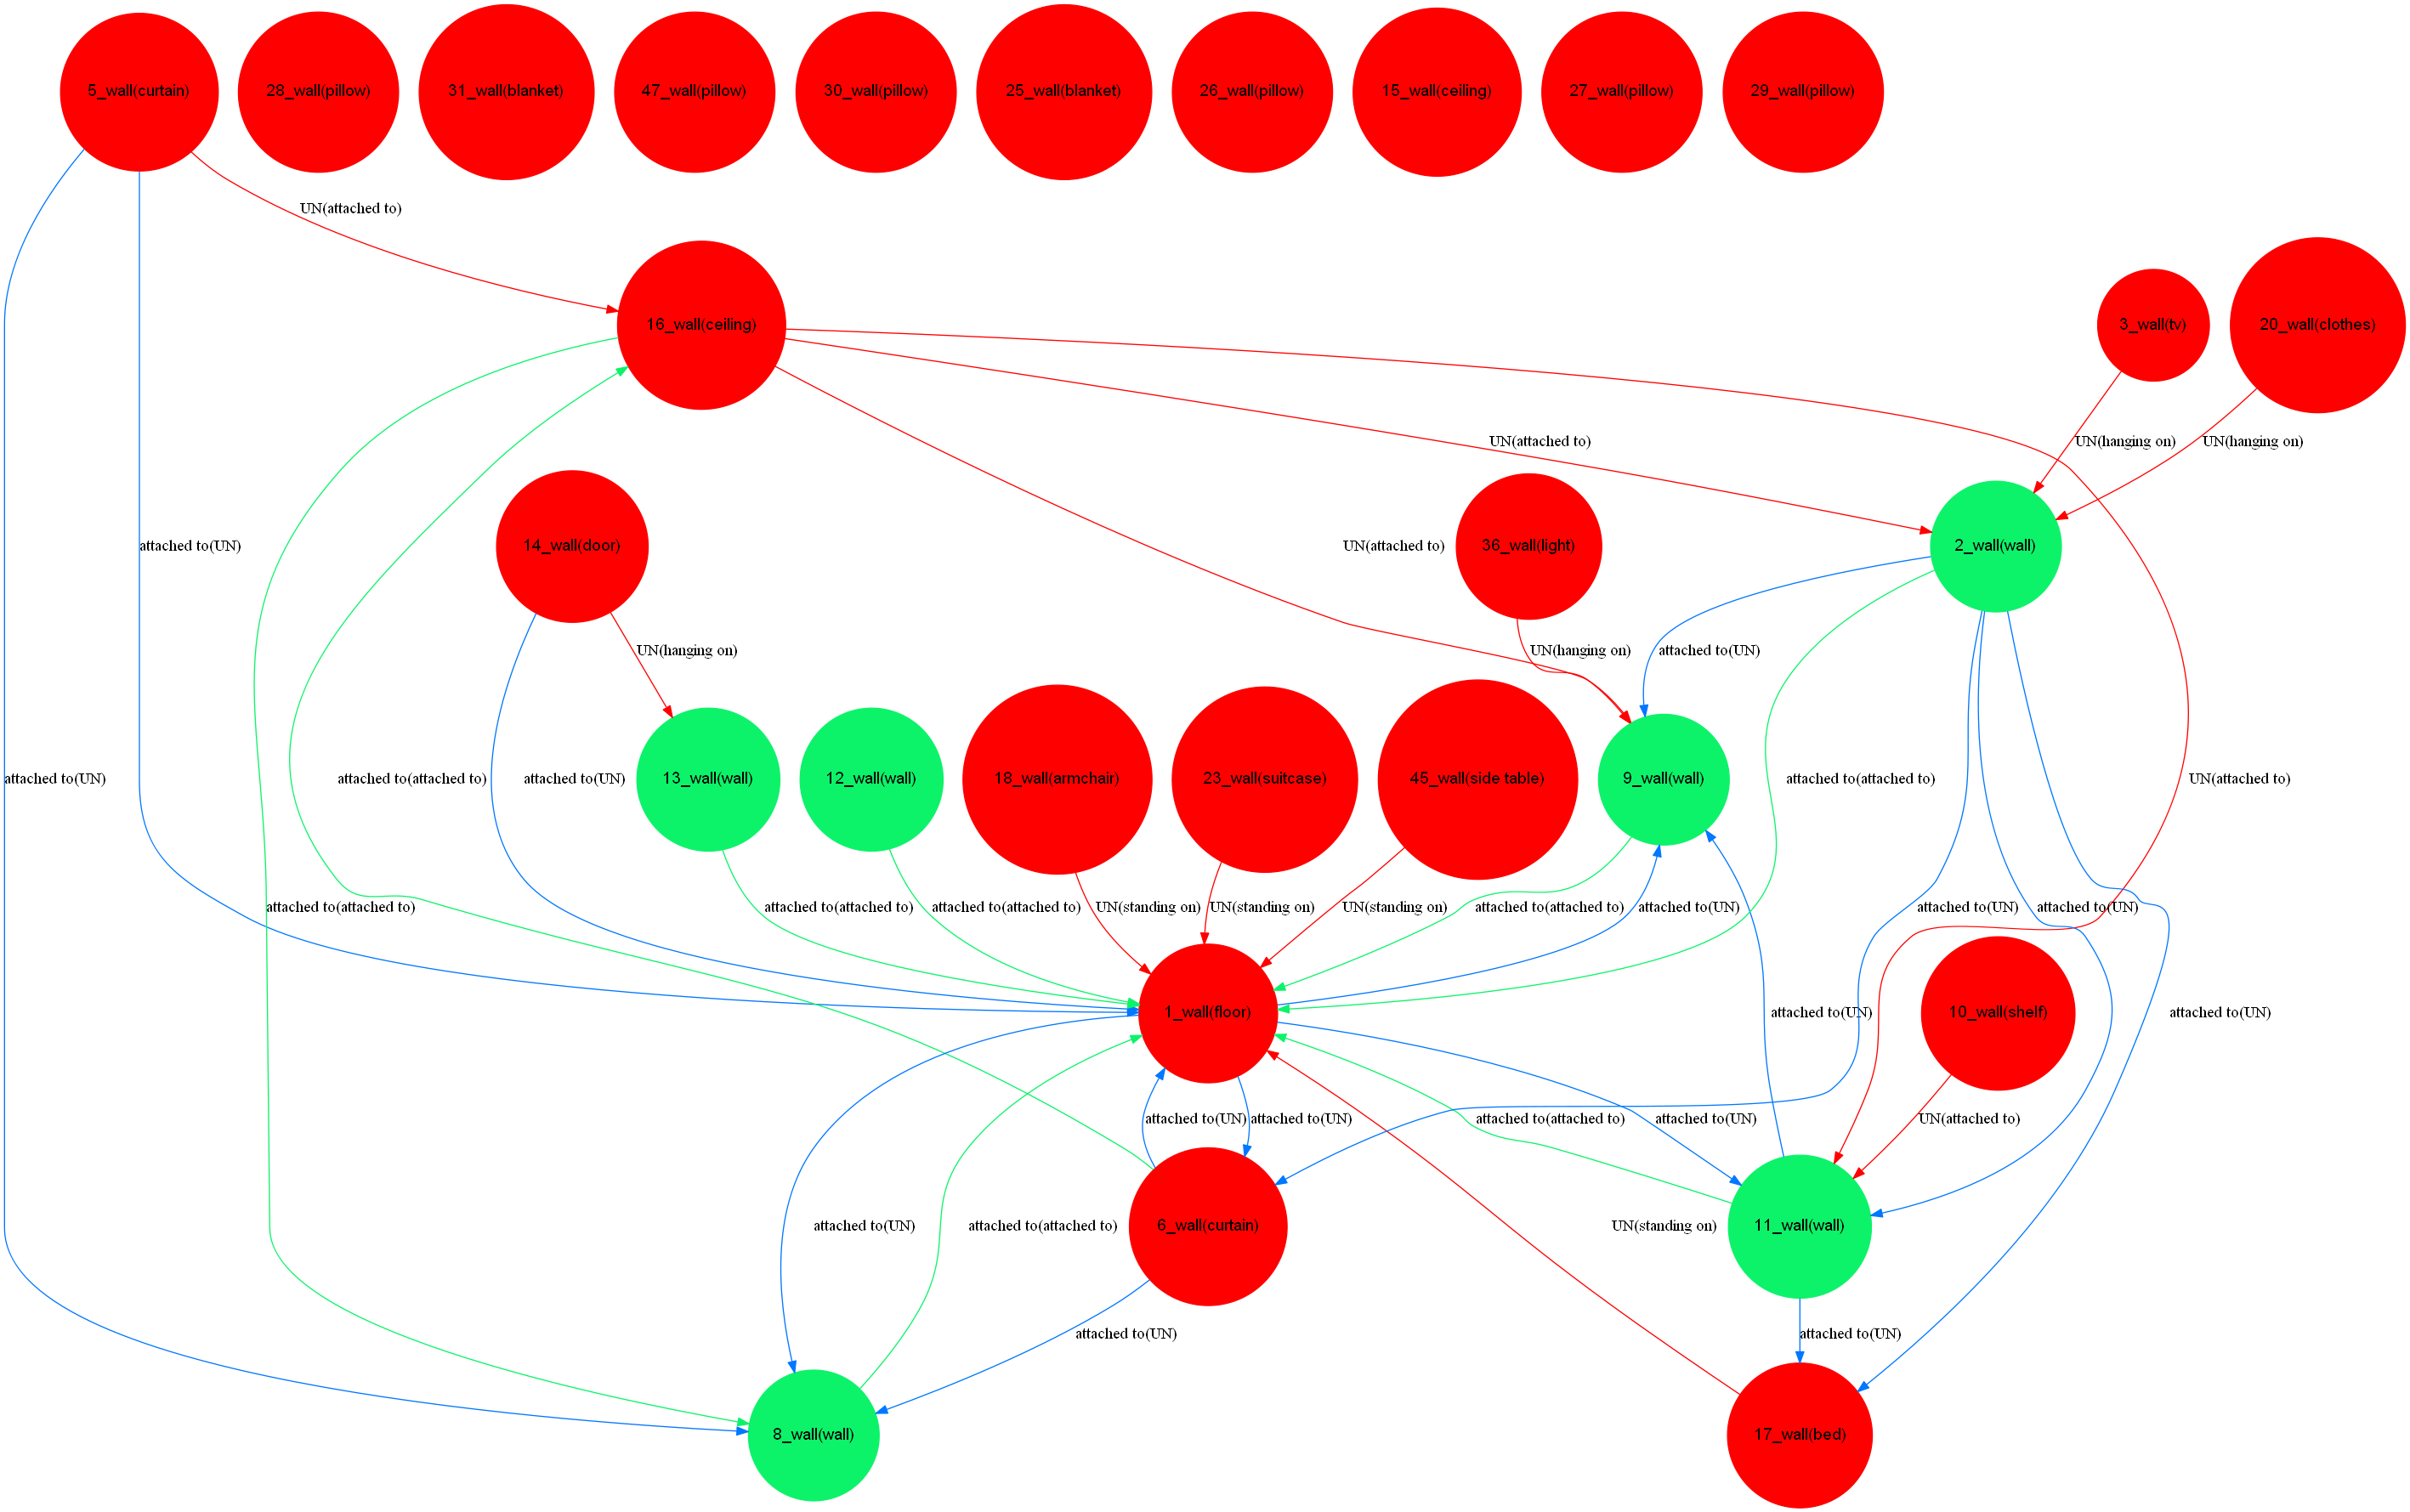 5_wall(curtain)
28_wall(pillow)
31_wall(blanket)
47_wall(pillow)
30_wall(pillow)
25_wall(blanket)
26_wall(pillow)
15_wall(ceiling)
27_wall(pillow)
29_wall(pillow)
UN(attached to)
16_wall(ceiling)
3_wall(tv)
20_wall(clothes)
UN(attached to)
UN(hanging on)
UN(hanging on)
attached to(UN)
14_wall(door)
UN(attached to)
36_wall(light)
2_wall(wall)
UN(hanging on)
UN(hanging on)
attached to(UN)
attached to(UN)
attached to(attached to)
attached to(UN)
13_wall(wall)
12_wall(wall)
18_wall(armchair)
23_wall(suitcase)
45_wall(side table)
9_wall(wall)
attached to(attached to)
UN(attached to)
attached to(attached to)
attached to(attached to)
attached to(attached to)
UN(standing on)
UN(standing on)
UN(standing on)
attached to(attached to)
attached to(UN)
attached to(UN)
attached to(UN)
1_wall(floor)
attached to(UN)
10_wall(shelf)
attached to(UN)
attached to(UN)
attached to(UN)
attached to(attached to)
attached to(UN)
UN(attached to)
attached to(UN)
attached to(attached to)
6_wall(curtain)
UN(standing on)
11_wall(wall)
attached to(UN)
attached to(UN)
8_wall(wall)
17_wall(bed)